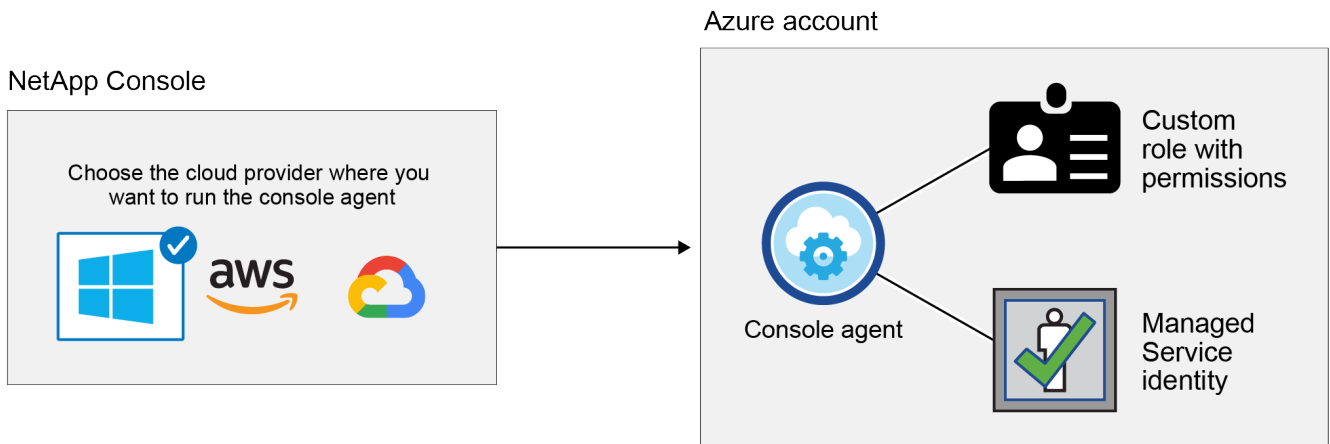 Azure account
NetApp Console
Choose the cloud provider where you
want to run the console agent
aws
Console agent
Custom
role with
permissions
Managed
Service
identity